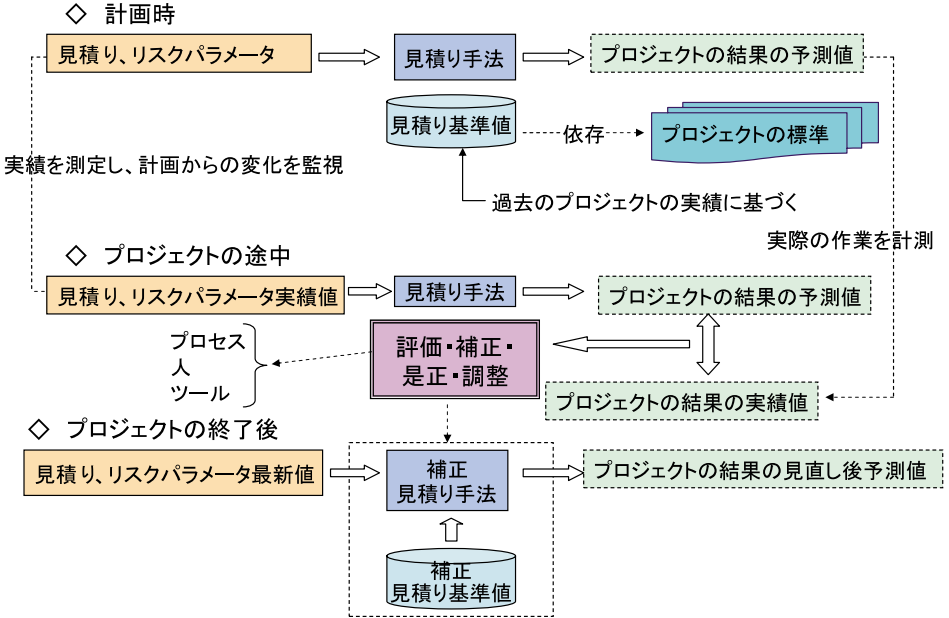 ◇ 計画時
見積り、リスクパラメータ
見積り手法
プロジェクトの結果の予測値
見積り基準値
依存
プロジェクトの標準
実績を測定し、計画からの変化を監視
過去のプロジェクトの実績に基づく
実際の作業を計測
◇ プロジェクトの途中
見積り、リスクパラメータ実績値
見積り手法
プロジェクトの結果の予測値
プロセス
人
ツール
評価・補正・
是正・調整
プロジェクトの結果の実績値
◇ プロジェクトの終了後
見積り、リスクパラメータ最新値
補正
見積り手法
プロジェクトの結果の見直し後予測値
補正
見積り基準値